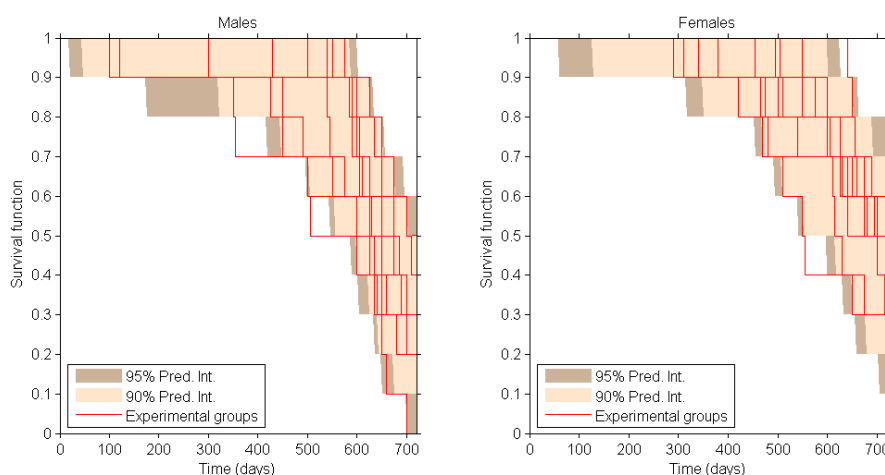 Males
Survival function
1
0.9
0.8
0.7
0.6
0.5
0.4
0.3
0.2
0.1
0
95% Pred. Int.
90% Pred. Int.
Experimental groups
0 100 200 300 400 500 600 700
Time (days)
Females
Survival function
1
0.9
0.8
0.7
0.6
0.5
0.4
0.3
0.2
0.1
0
95% Pred. Int.
90% Pred. Int.
Experimental groups
0 100 200 300 400 500 600 700
Time (days)